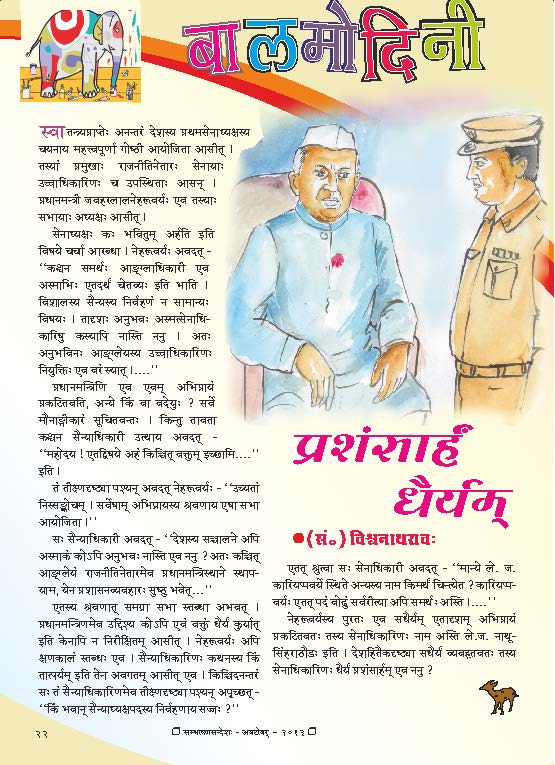 बालमोदिनी
स्वातन्त्र्यप्राप्तेः अनन्तरं देशस्य प्रथमसेनाध्यक्षस्य
चयनाय महत्त्वपूर्णा गोष्ठी आयोजिता आसीत् ।
तस्यां प्रमुखाः राजनीतिनेतारः सेनायाः
उच्चाधिकारिणः च उपस्थिताः आसन् ।
प्रधानमन्त्री जवहरलालनेहरूवर्यः एव तस्याः
सभायाः अध्यक्षः आसीत् ।
सेनाध्यक्षः कः भवितुम् अर्हति इति
विषये चर्चा आरब्धा । नेहरूवर्यः अवदत् -
“कश्चन समर्थः आङ्ग्लाधिकारी एव
अस्माभिः एतदर्थं चेतव्यः इति भाति ।
विशालस्य सैन्यस्य निर्वहणं न सामान्यः
विषयः । तादृशः अनुभवः अस्मत्सेनाधि-
कारिषु कस्यापि नास्ति ननु । अतः
अनुभविनः आङ्ग्लेयस्य उच्चाधिकारिणः
नियुक्तिः एव वरं स्यात् ।....”
प्रधानमन्त्रिणि एव एवम् अभिप्रायं
प्रकटितवति, अन्ये किं वा वदेयुः ? सर्वे
मौनाङ्गीकारं सूचितवन्तः । किन्तु तावता
कश्चन सैन्याधिकारी उत्थाय अवदत् -
“महोदय ! एतद्विषये अहं किञ्चित् वक्तुम् इच्छामि....”
इति ।
तं तीक्ष्णदृष्ट्या पश्यन् अवदत् नेहरूवर्यः - “उच्यतां
निस्सङ्कोचम् । सर्वेषाम् अभिप्रायस्य श्रवणाय एषा सभा
आयोजिता ।”
सः सैन्याधिकारी अवदत् - “देशस्य सञ्चालने अपि
अस्माकं कोऽपि अनुभवः नास्ति एव ननु ? अतः कञ्चित्
आङ्ग्लेयं राजनीतिनेतारमेव प्रधानमन्त्रिस्थाने स्थाप-
याम, येन प्रशासनव्यवहारः सुष्ठु भवेत्...”
एतस्य श्रवणात् समग्रा सभा स्तब्धा अभवत् ।
प्रधानमन्त्रिणमेव उद्दिश्य कोऽपि एवं वक्तुं धैर्यं कुर्यात्
इति केनापि न निरीक्षितम् आसीत् । नेहरूवर्यः अपि
क्षणकालं स्तब्धः एव । सैन्याधिकारिणः कथनस्य किं
तात्पर्यम् इति तेन अवगतम् आसीत् एव । किञ्चिदनन्तरं
सः तं सैन्याधिकारिणमेव तीक्ष्णदृष्ट्या पश्यन् अपृच्छत् -
“किं भवान् सैन्याध्यक्षपदस्य निर्वहणाय सज्जः ?”
प्रशंसार्हं
धैर्यम्
●(सं०) विश्वनाथरावः
एतत् श्रुत्वा सः सेनाधिकारी अवदत् - “मान्ये ले. ज.
कारियप्पवर्ये स्थिते अन्यस्य नाम किमर्थं चिन्त्येत ? कारियप्प-
वर्यः एतत् पदं वोढुं सर्वरीत्या अपि समर्थः अस्ति ।....”
नेहरूवर्यस्य पुरतः एव सधैर्यम् एतादृशम् अभिप्रायं
प्रकटितवतः तस्य सेनाधिकारिणः नाम अस्ति ले.ज. नाथू-
सिंहराठौडः इति । देशहितैकदृष्ट्या सधैर्यं व्यवहृतवतः तस्य
सेनाधिकारिणः धैर्यं प्रशंसार्हम् एव ननु ?
२२
❒ सम्भाषणसन्देशः - अक्टोबर् - २०१३ ❒